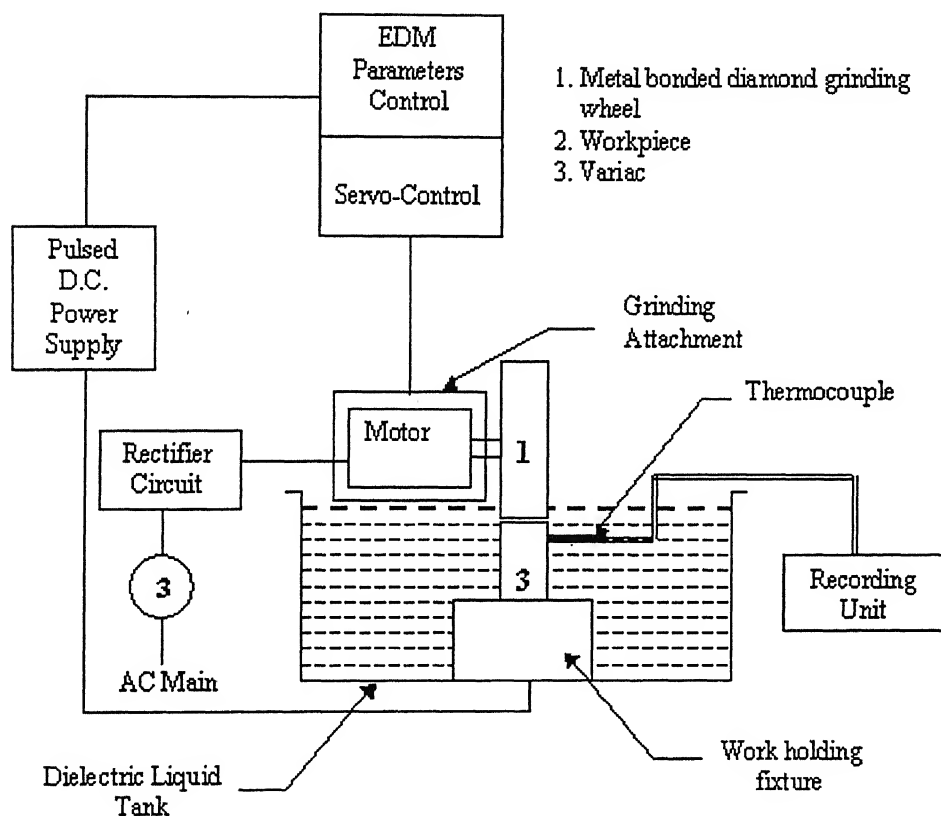 EDM
Parameters
Control
Servo-Control
1. Metal bonded diamond grinding
wheel
2. Workpiece
3. Variac
Pulsed
D.C.
Power
Supply
Grinding
Attachment
Thermocouple
Motor
1
Rectifier
Circuit
3
3
Recording
Unit
AC Main
Dielectric Liquid
Tank
Work holding
fixture